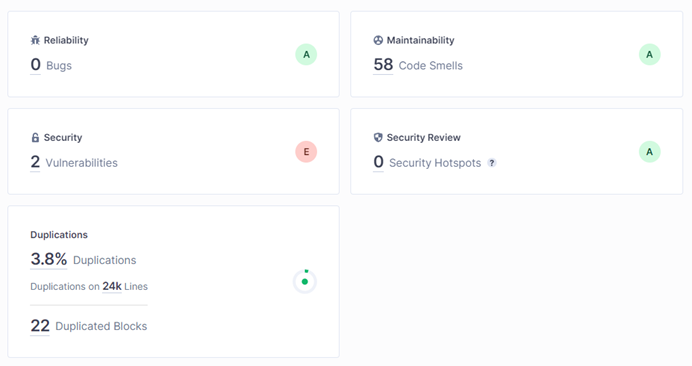 Reliability
0 Bugs
A
Maintainability
58 Code Smells
A
Security
2 Vulnerabilities
E
Security Review
0 Security Hotspots ?
A
Duplications
3.8% Duplications
Duplications on 24k Lines
22 Duplicated Blocks